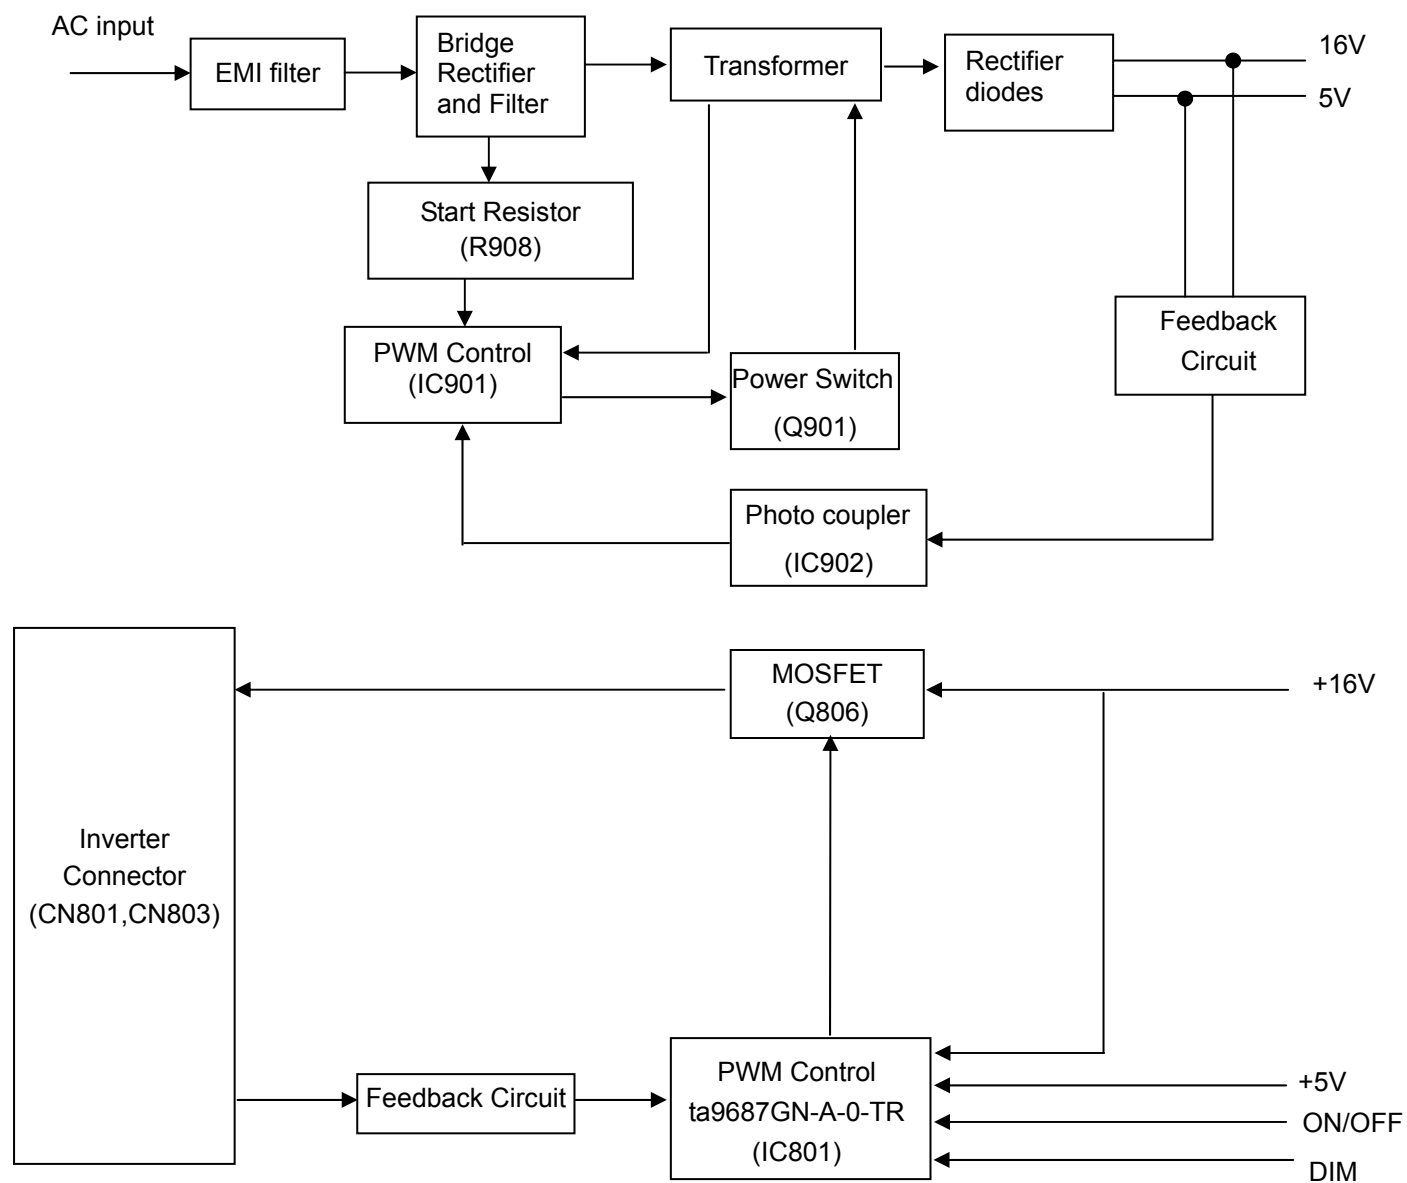 AC input
EMI filter
Bridge
Rectifier
and Filter
Transformer
Rectifier
diodes
16V
5V
Start Resistor
(R908)
PWM Control
(IC901)
Power Switch
(Q901)
Feedback
Circuit
Photo coupler
(IC902)
MOSFET
(Q806)
+16V
Inverter
Connector
(CN801,CN803)
Feedback Circuit
PWM Control
ta9687GN-A-0-TR
(IC801)
+5V
ON/OFF
DIM